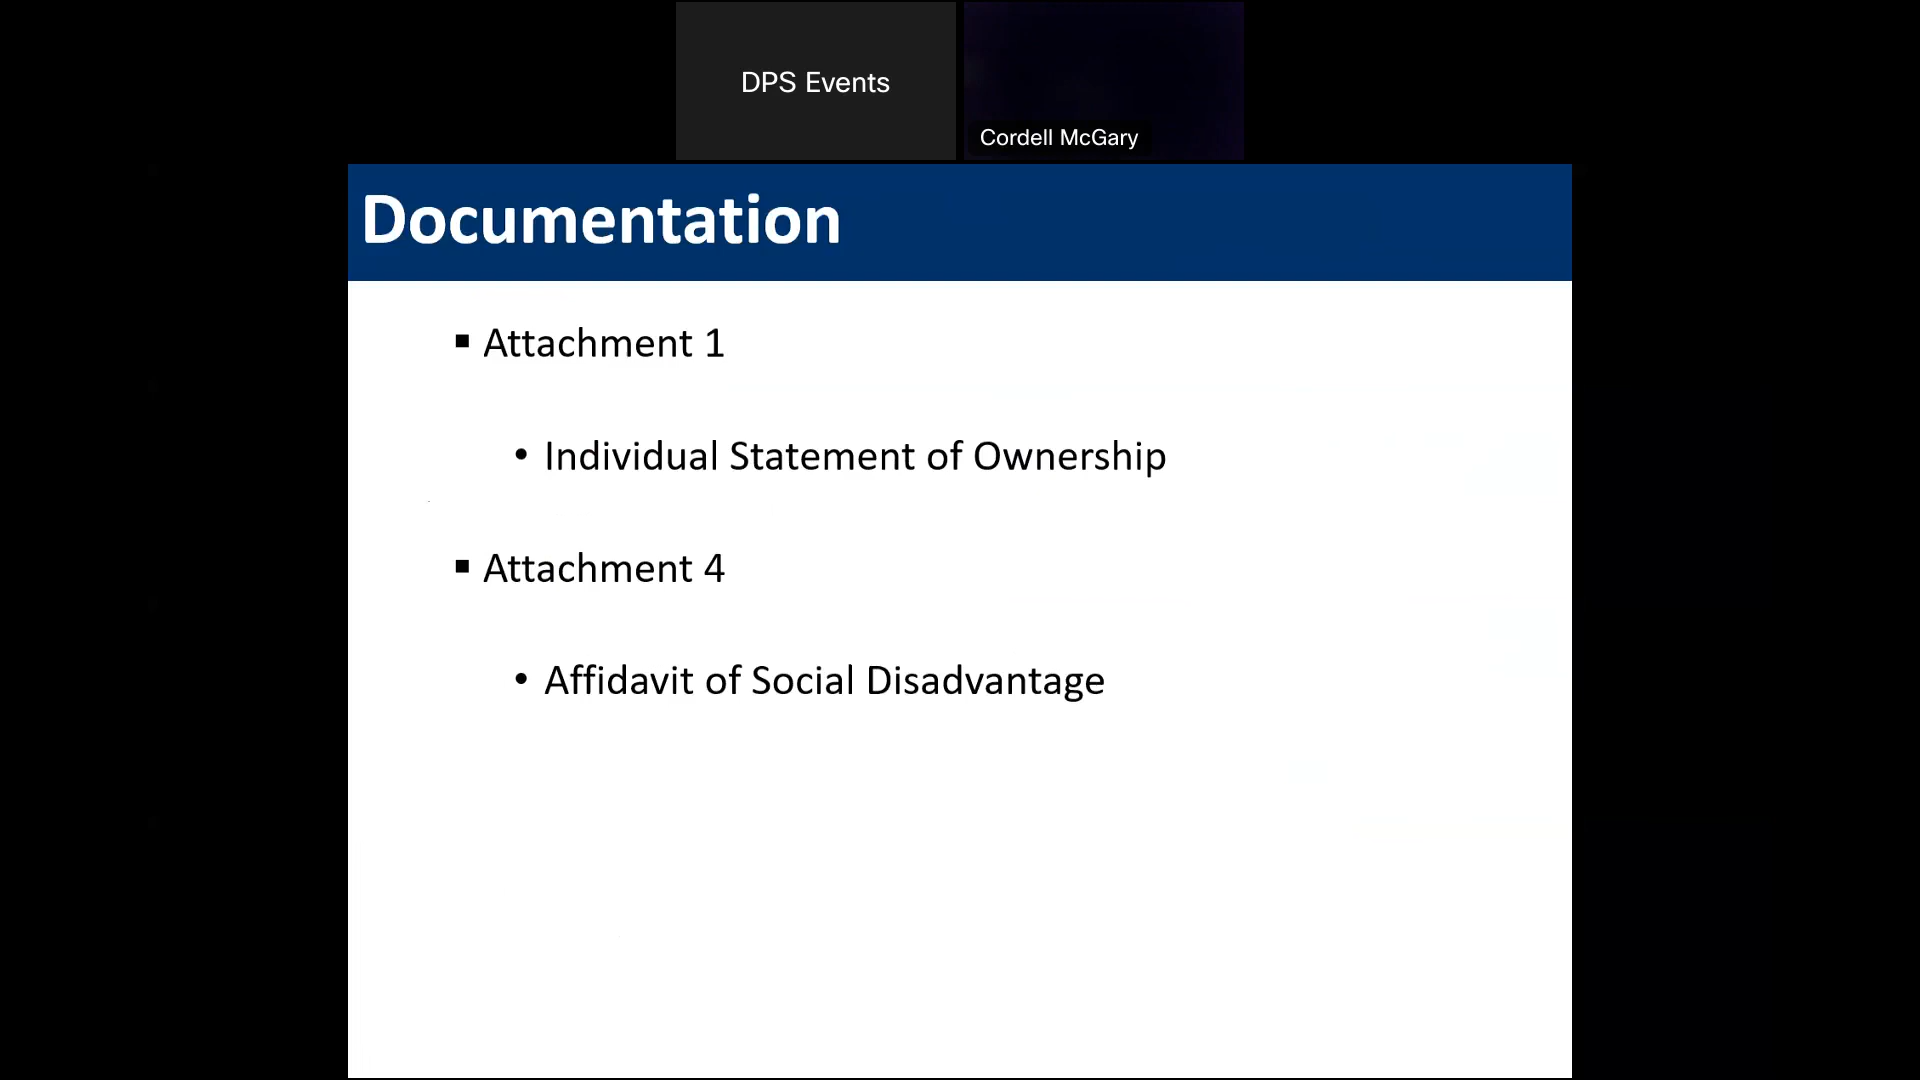 DPS Events
Cordell McGary
Documentation
▪ Attachment 1
• Individual Statement of Ownership
▪ Attachment 4
• Affidavit of Social Disadvantage